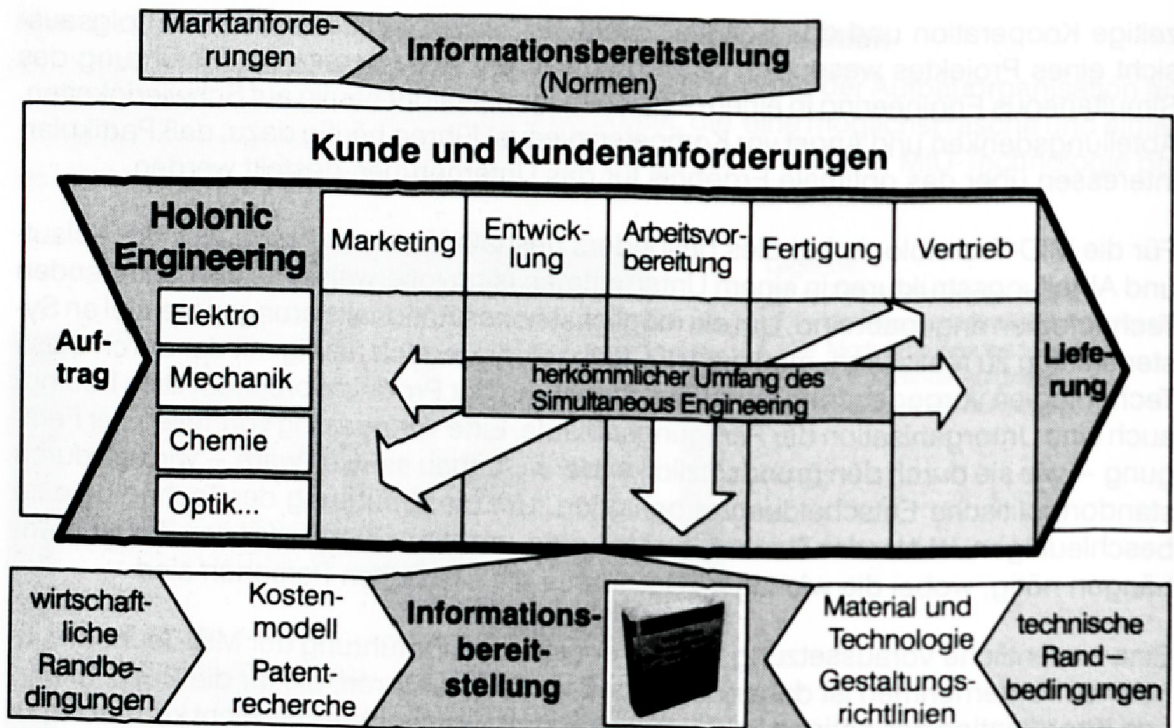 Marktanforde-
rungen
Informationsbereitstellung
(Normen)
Kunde und Kundenanforderungen
Holonic
Engineering
Marketing
Entwick-
lung
Arbeitsvor-
bereitung
Fertigung
Vertrieb
Elektro
Mechanik
Chemie
Optik...
Auf-
trag
herkömmlicher Umfang des
Simultaneous Engineering
Liefe-
rung
wirtschaft-
liche
Randbe-
dingungen
Kosten-
modell
Patent-
recherche
Informations-
bereit-
stellung
Material und
Technologie
Gestaltungs-
richtlinien
technische
Rand –
bedingungen